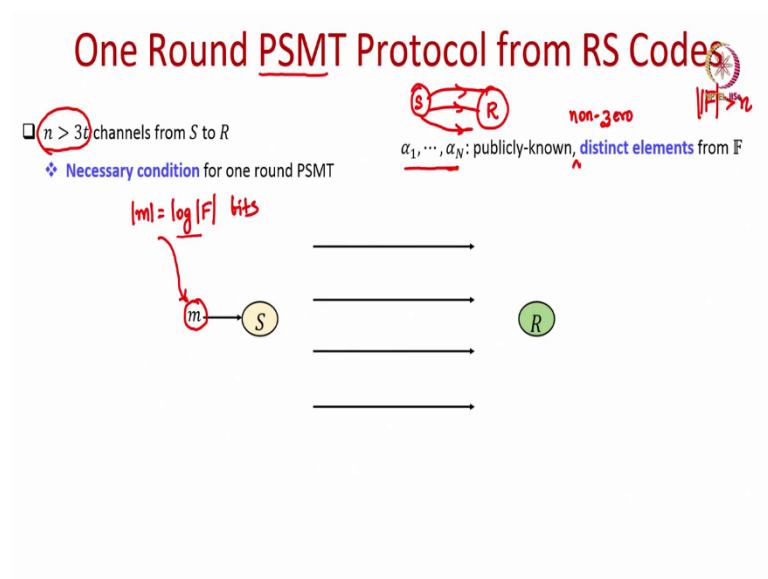 One Round PSMT Protocol from RS Codes
S R
non-zero
|F| > n
n > 3t channels from S to R
α₁, ⋯, α_N: publicly-known, distinct elements from 𝔽
Necessary condition for one round PSMT
|m| = log |F| bits
m S R